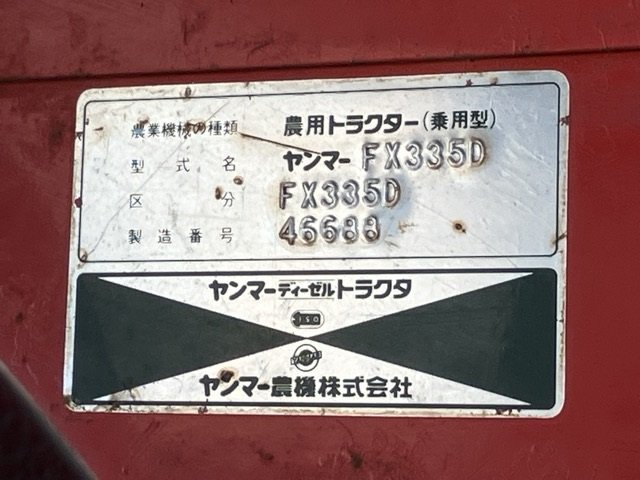 農業機械の種類 農用トラクター(乗用型)
型式名 ヤンマー FX335D
区分 FX335D
製造番号 46688
ヤンマーディーゼルトラクタ
ヤンマー農機株式会社